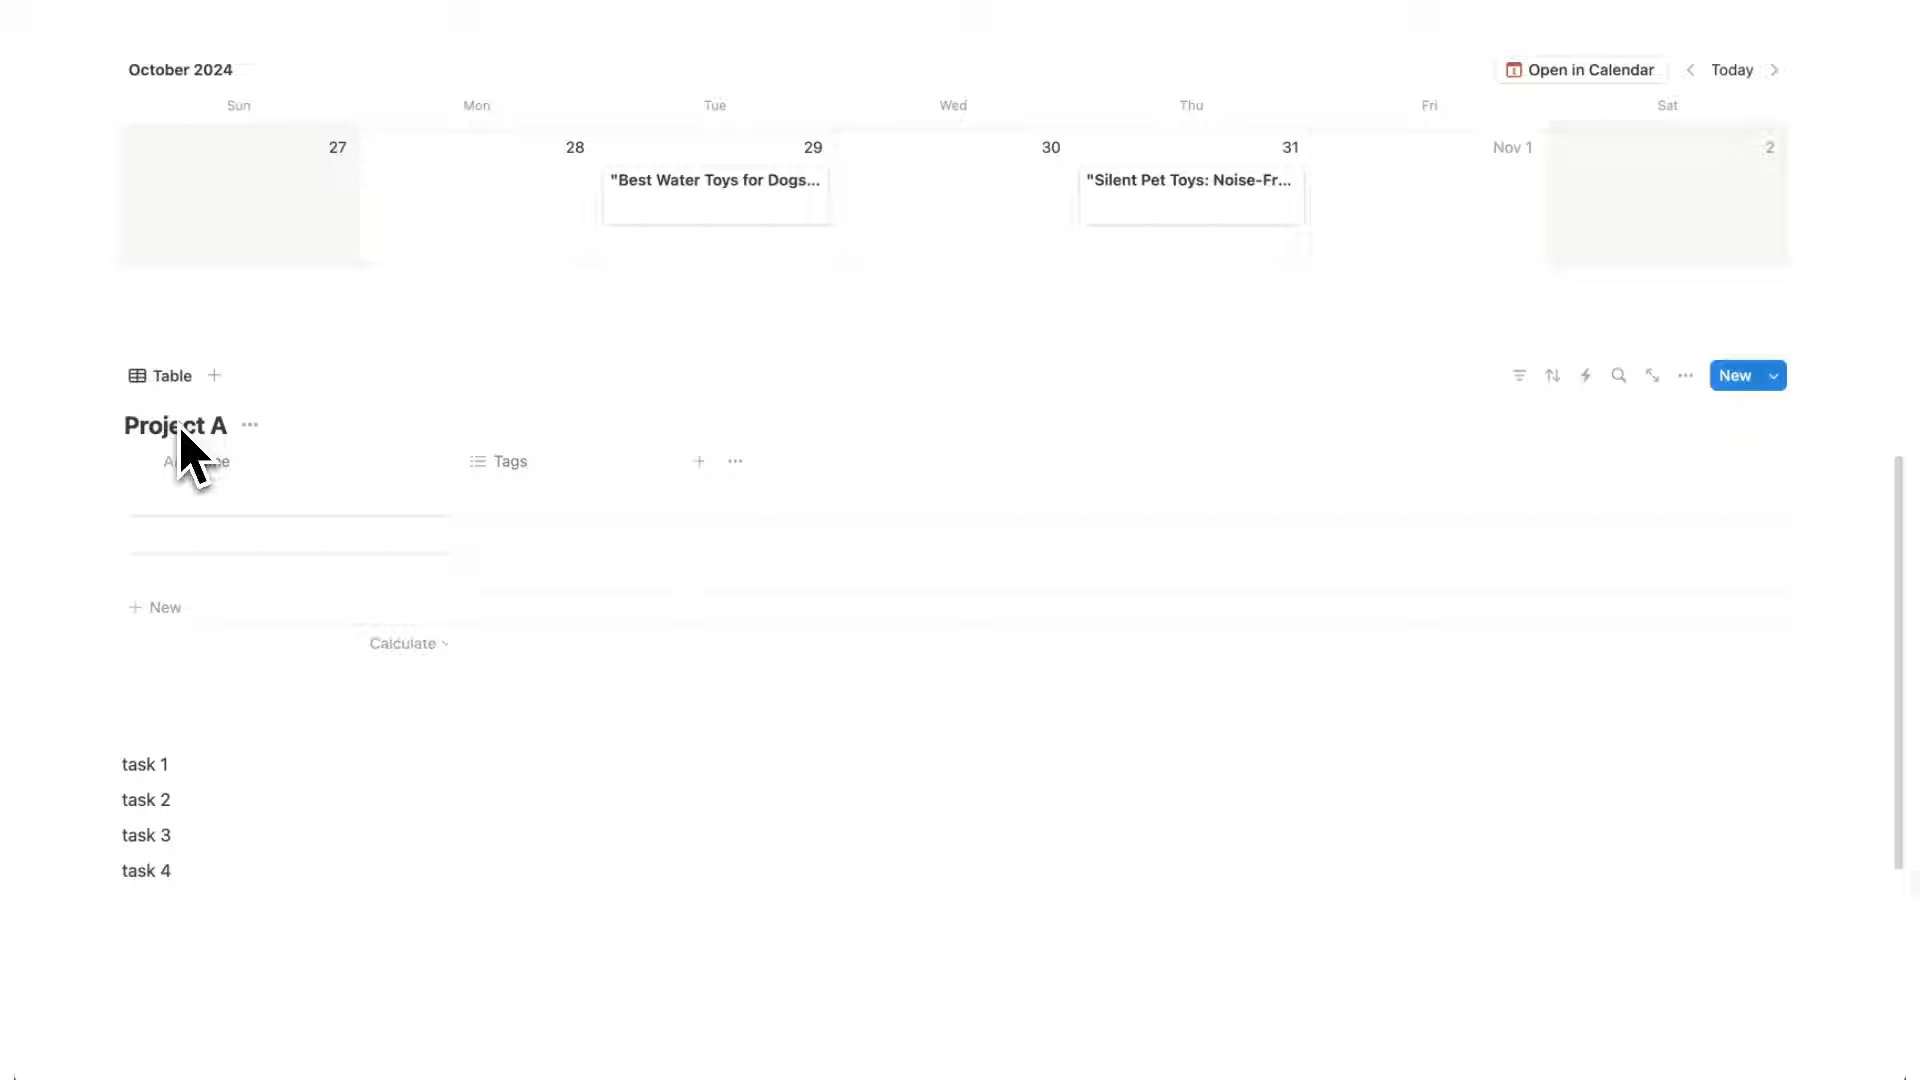 October 2024
Open in Calendar
Today
Sun Mon Tue Wed Thu Fri Sat
27 28 29 30 31 Nov 1 2
"Best Water Toys for Dogs... "Silent Pet Toys: Noise-Fr...
Table
New
Project A
Tags
New
Calculate
task 1
task 2
task 3
task 4